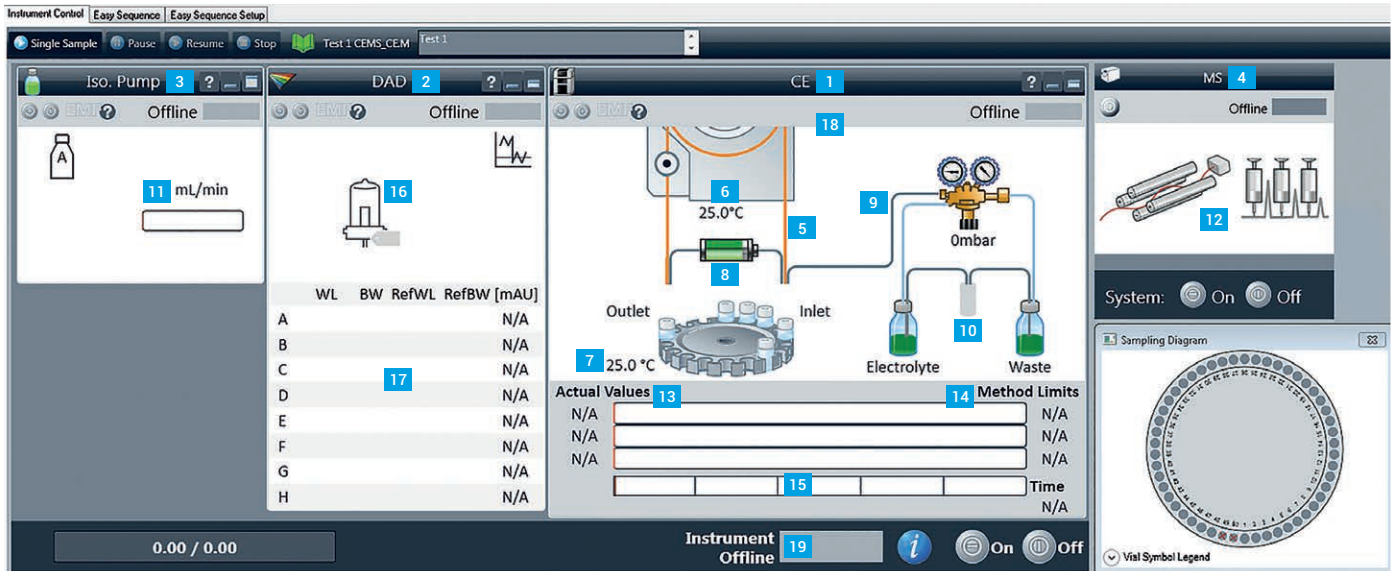 Instrument Control Easy Sequence Easy Sequence Setup
Single Sample Pause Resume Stop Test 1 CEMS_CE.M Test 1
Iso. Pump 3 ?
EMF ? Offline
A
11 mL/min
DAD 2 ?
EMF ? Offline
16
WL BW RefWL RefBW [mAU]
A N/A
B N/A
C N/A
17
D N/A
E N/A
F N/A
G N/A
H N/A
CE 1 ?
EMF ? 18 Offline
6
25.0°C
9
5
0mbar
8
Outlet Inlet
10
7 25.0 °C
Electrolyte Waste
Actual Values 13 14 Method Limits
N/A N/A
N/A N/A
N/A N/A
15 Time
N/A
MS 4
Offline
12
System: On Off
Sampling Diagram
Vial Symbol Legend
0.00 / 0.00
Instrument
Offline 19 i On Off